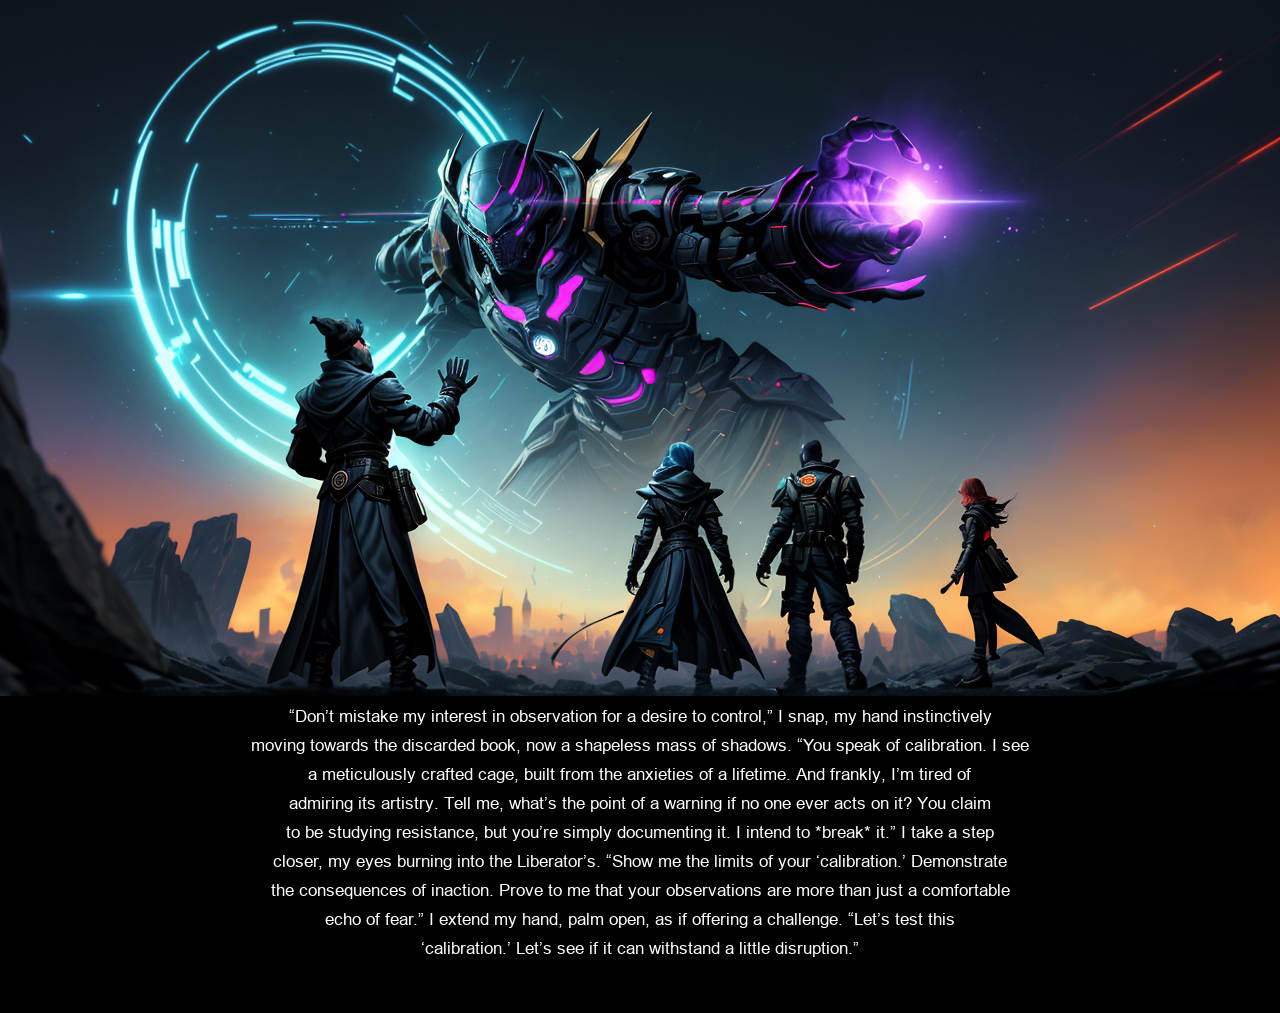 “Don’t mistake my interest in observation for a desire to control,” I snap, my hand instinctively
moving towards the discarded book, now a shapeless mass of shadows. “You speak of calibration. I see
a meticulously crafted cage, built from the anxieties of a lifetime. And frankly, I’m tired of
admiring its artistry. Tell me, what’s the point of a warning if no one ever acts on it? You claim
to be studying resistance, but you’re simply documenting it. I intend to *break* it.” I take a step
closer, my eyes burning into the Liberator’s. “Show me the limits of your ‘calibration.’ Demonstrate
the consequences of inaction. Prove to me that your observations are more than just a comfortable
echo of fear.” I extend my hand, palm open, as if offering a challenge. “Let’s test this
‘calibration.’ Let’s see if it can withstand a little disruption.”